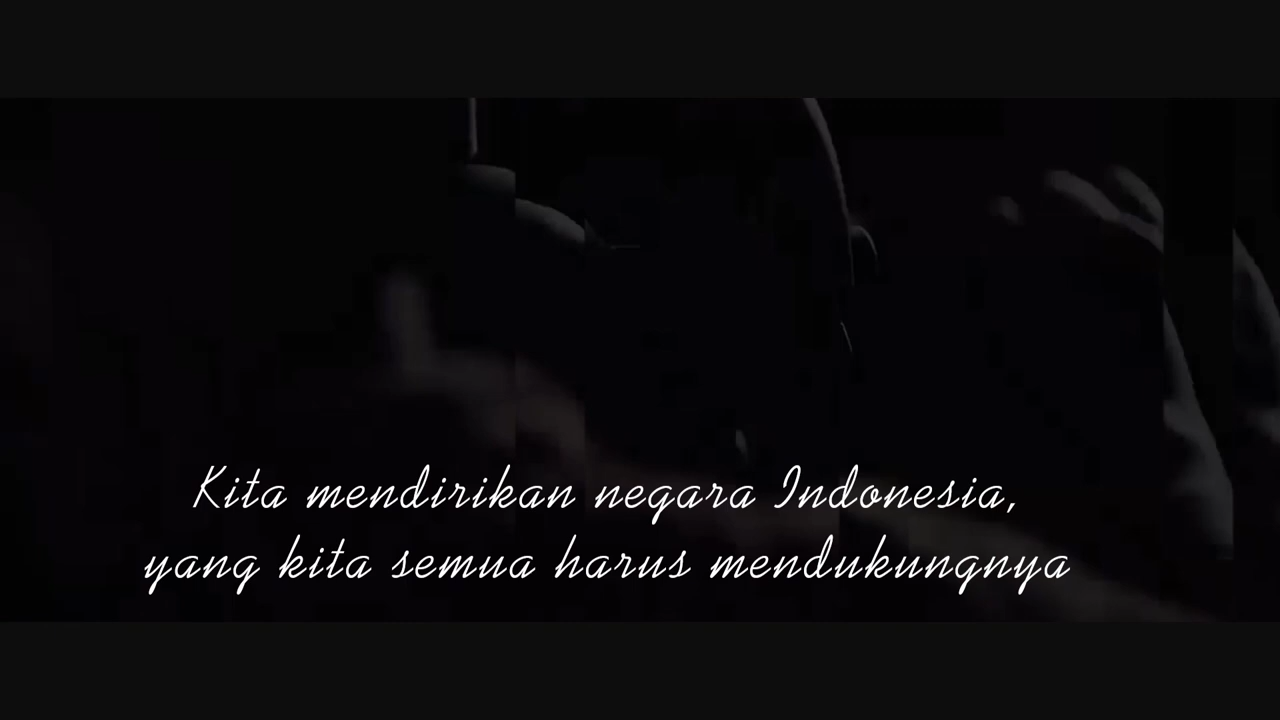 Kita mendirikan negara Indonesia,
yang kita semua harus mendukungnya